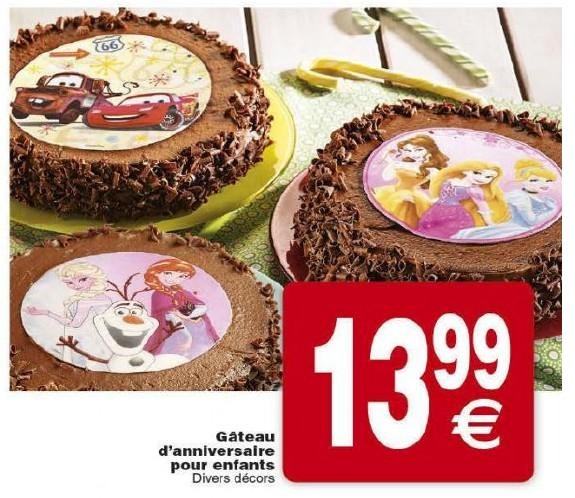 66
13 99
€
Gâteau
d'anniversaire
pour enfants
Divers décors